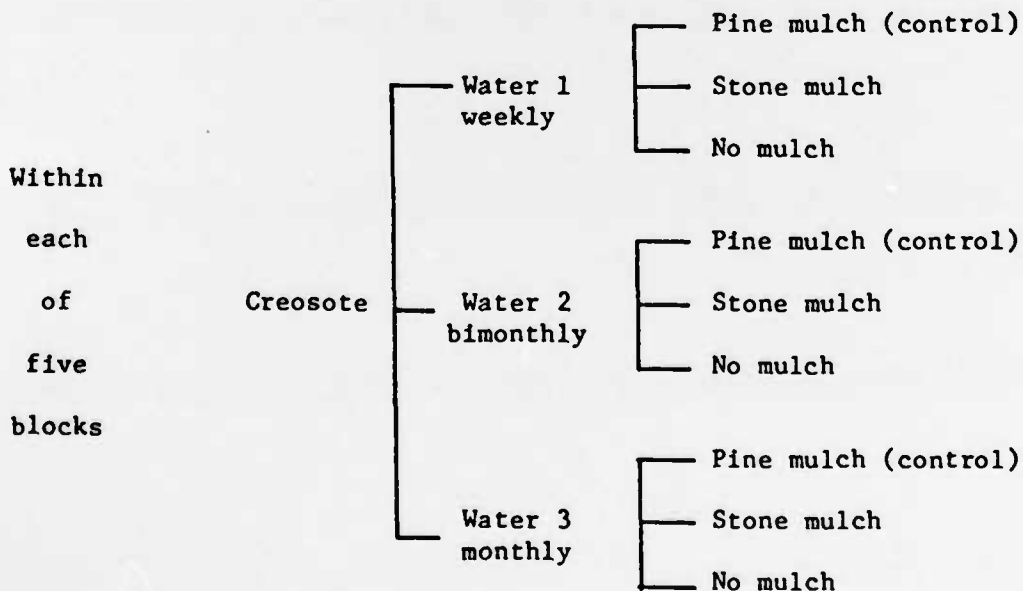 Within
each
of
five
blocks
Creosote
Water 1
weekly
Pine mulch (control)
Stone mulch
No mulch
Water 2
bimonthly
Pine mulch (control)
Stone mulch
No mulch
Water 3
monthly
Pine mulch (control)
Stone mulch
No mulch